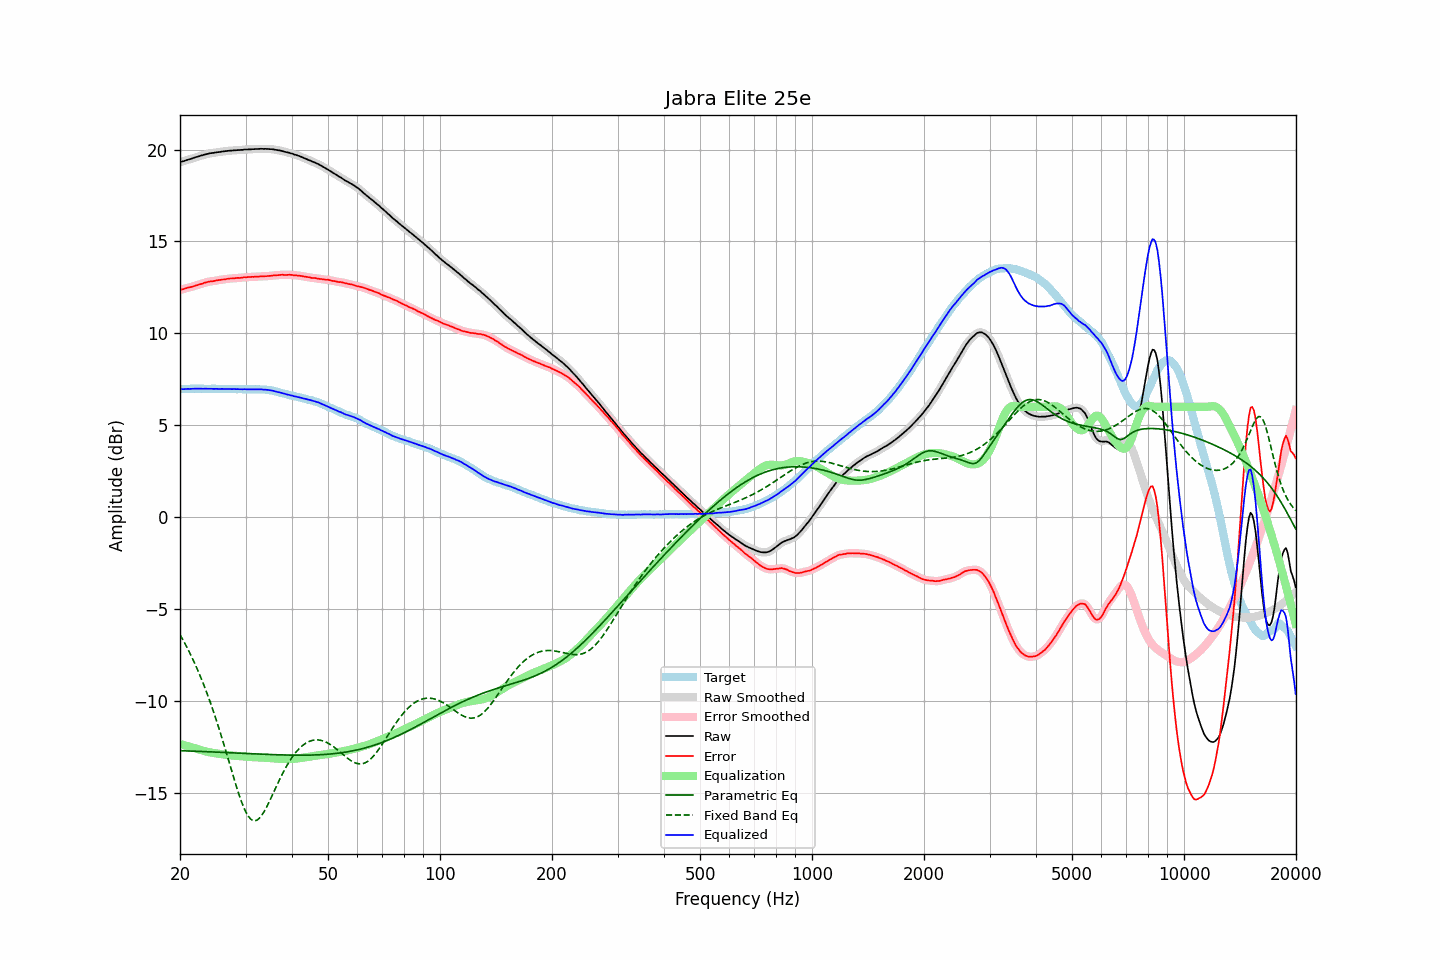 Jabra Elite 25e
Amplitude (dBr)
20
15
10
5
0
−5
−10
−15
Target
Raw Smoothed
Error Smoothed
Raw
Error
Equalization
Parametric Eq
Fixed Band Eq
Equalized
20 50 100 200 500 1000 2000 5000 10000 20000
Frequency (Hz)